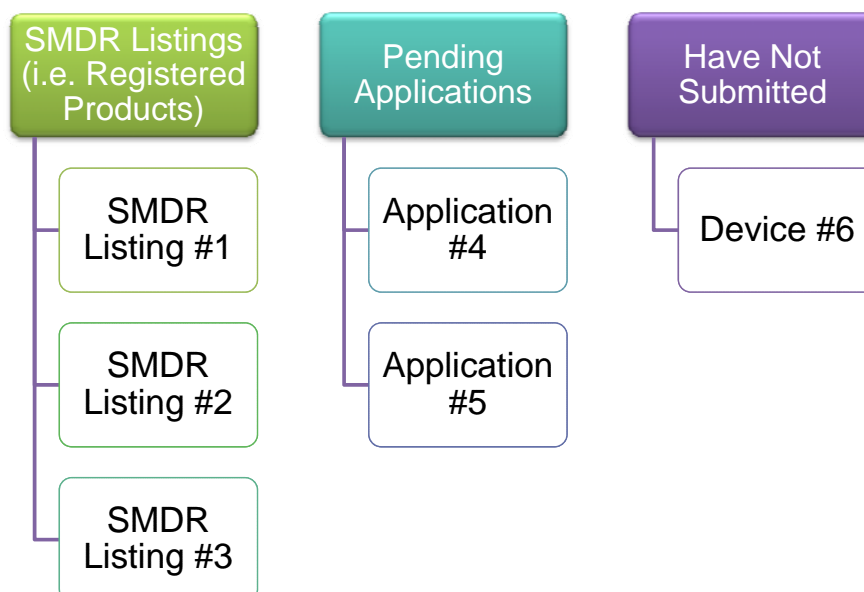 SMDR Listings
(i.e. Registered
Products)
SMDR
Listing #1
SMDR
Listing #2
SMDR
Listing #3
Pending
Applications
Application
#4
Application
#5
Have Not
Submitted
Device #6